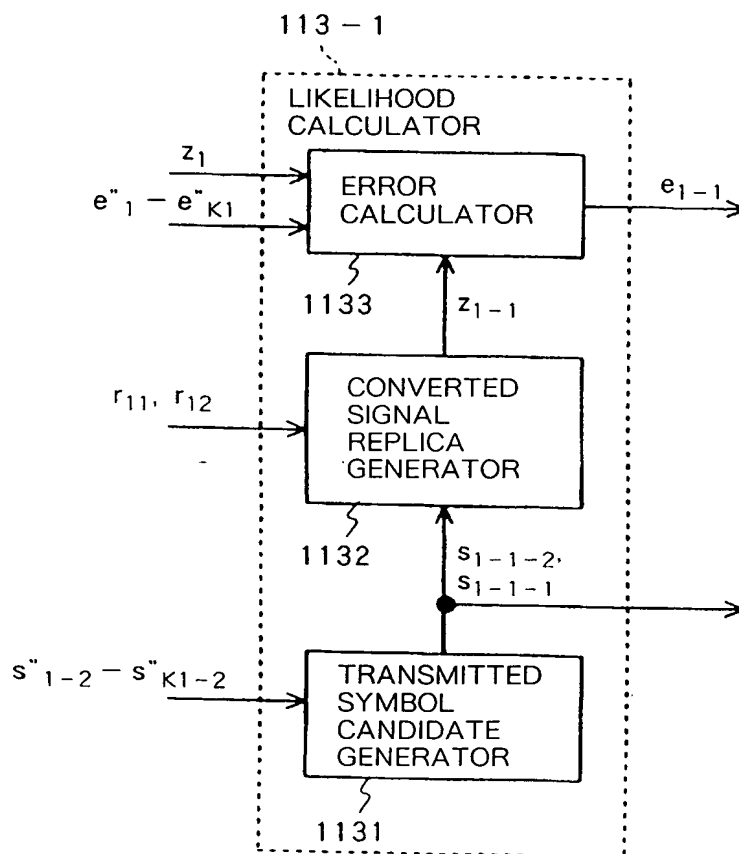 113-1
LIKELIHOOD
CALCULATOR
z1
e"1 – e"K1
ERROR
CALCULATOR
e1-1
1133
z1-1
r11, r12
CONVERTED
SIGNAL
REPLICA
GENERATOR
1132
s1-1-2,
s1-1-1
s"1-2 – s"K1-2
TRANSMITTED
SYMBOL
CANDIDATE
GENERATOR
1131